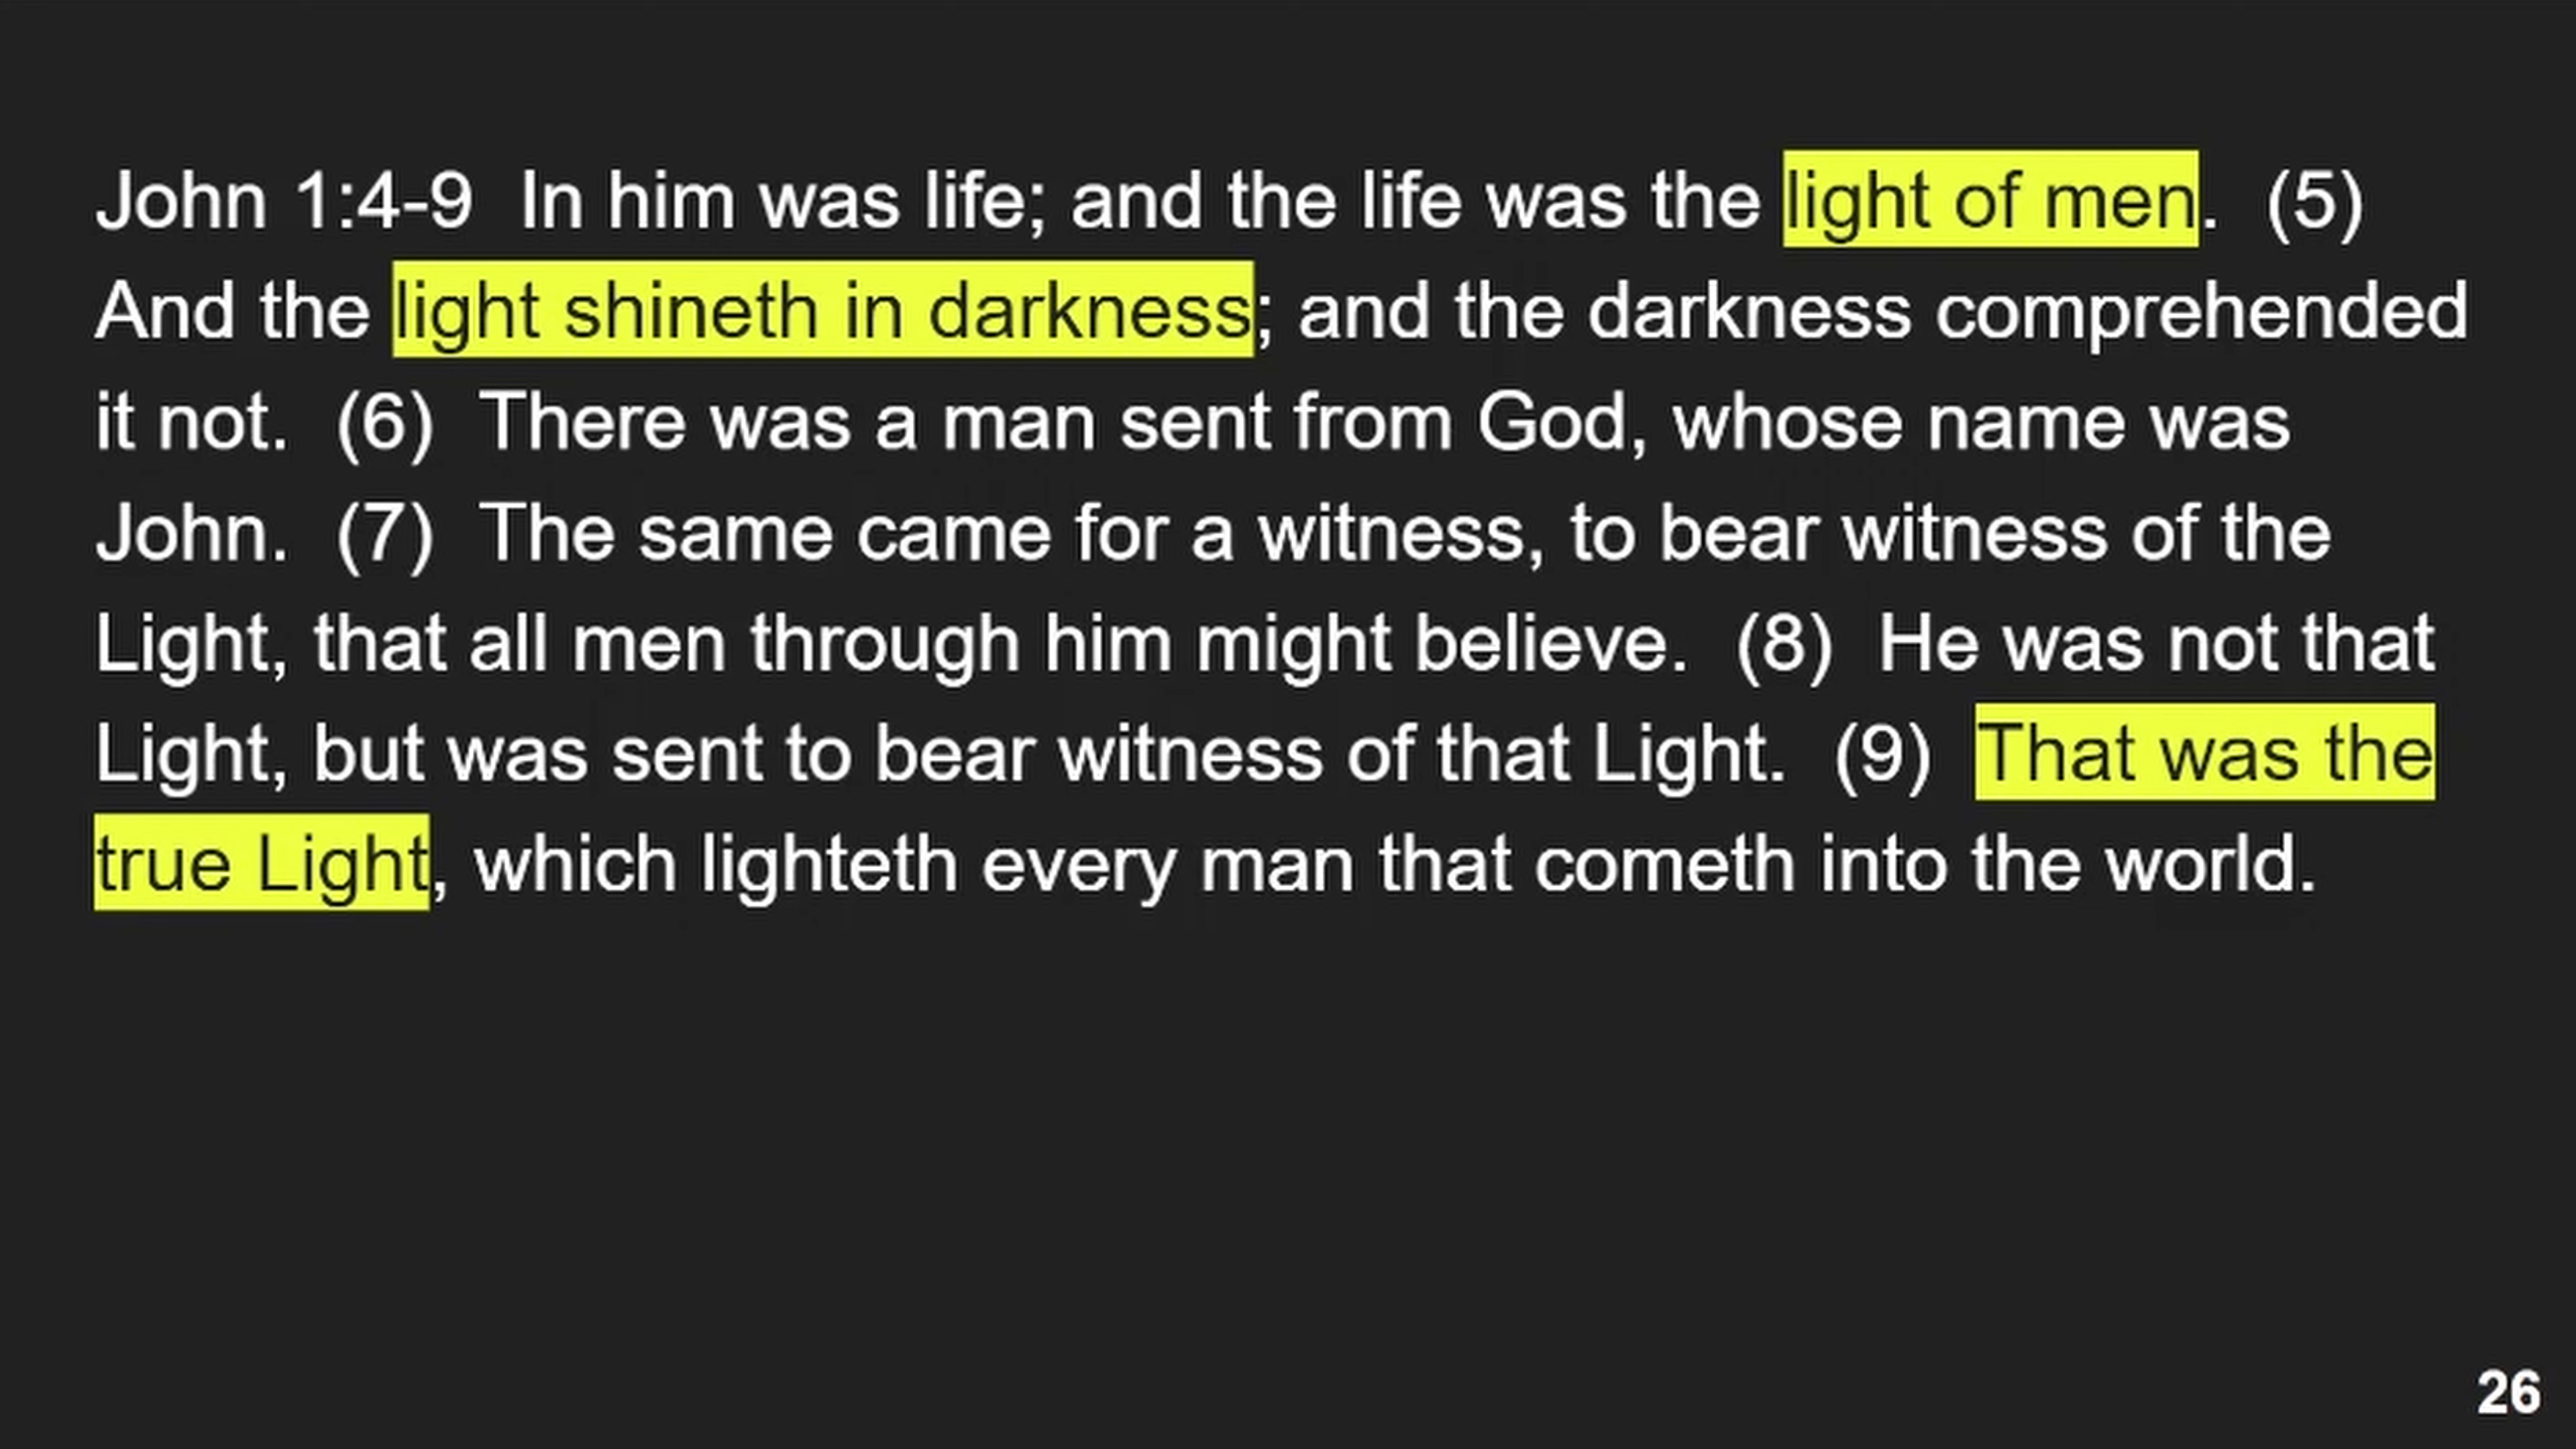 John 1:4-9  In him was life; and the life was the light of men.  (5)
And the light shineth in darkness; and the darkness comprehended
it not.  (6)  There was a man sent from God, whose name was
John.  (7)  The same came for a witness, to bear witness of the
Light, that all men through him might believe.  (8)  He was not that
Light, but was sent to bear witness of that Light.  (9)  That was the
true Light, which lighteth every man that cometh into the world.
26